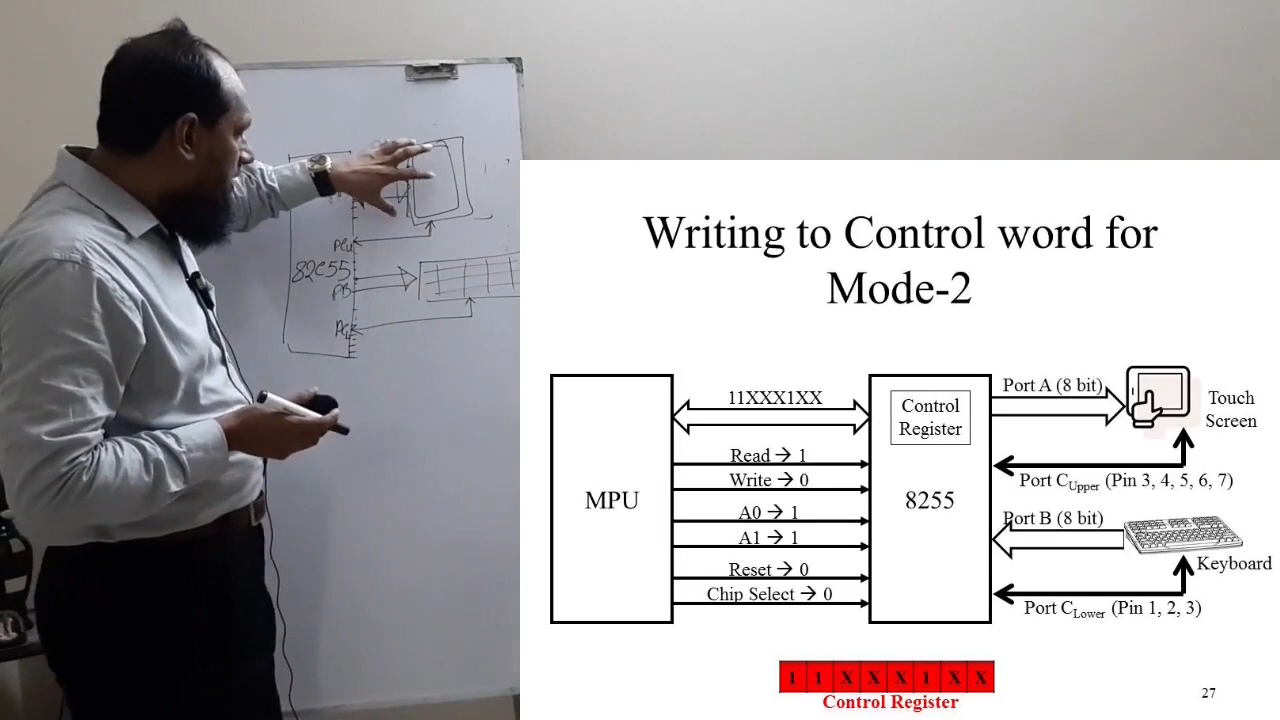 PCU
82C55
PB
PCL
Writing to Control word for
Mode-2
11XXX1XX
Control
Register
Port A (8 bit)
Touch
Screen
Read → 1
Write → 0
Port CUpper (Pin 3, 4, 5, 6, 7)
MPU
8255
A0 → 1
Port B (8 bit)
A1 → 1
Keyboard
Reset → 0
Chip Select → 0
Port CLower (Pin 1, 2, 3)
1 1 X X X 1 X X
Control Register
27